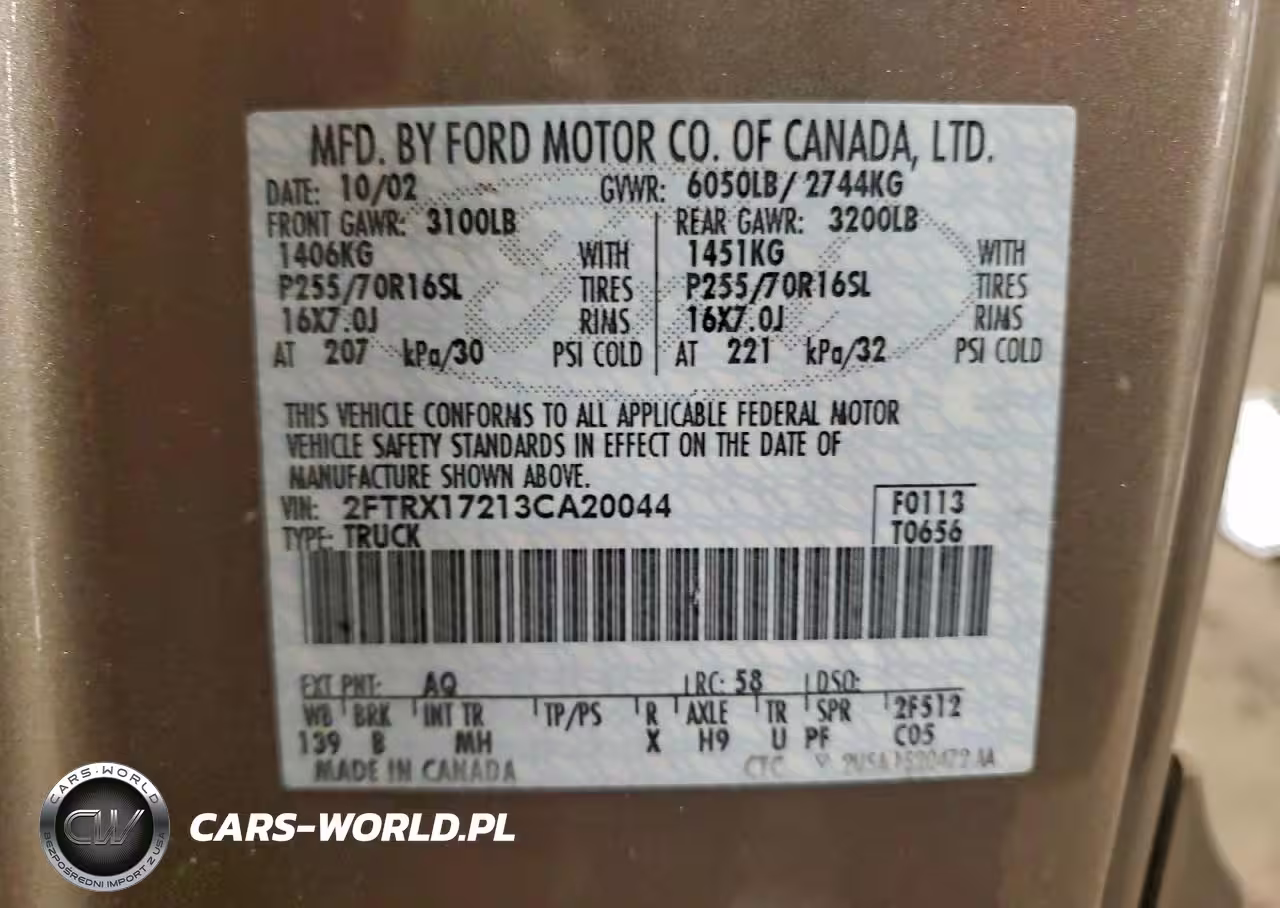 MFD. BY FORD MOTOR CO. OF CANADA, LTD.
DATE: 10/02 GVWR: 6050LB/ 2744KG
FRONT GAWR: 3100LB REAR GAWR: 3200LB
1406KG WITH 1451KG WITH
P255/70R16SL TIRES P255/70R16SL TIRES
16X7.0J RIMS 16X7.0J RIMS
AT 207 kPa/30 PSI COLD AT 221 kPa/32 PSI COLD
THIS VEHICLE CONFORMS TO ALL APPLICABLE FEDERAL MOTOR
VEHICLE SAFETY STANDARDS IN EFFECT ON THE DATE OF
MANUFACTURE SHOWN ABOVE.
VIN: 2FTRX17213CA20044 F0113
TYPE: TRUCK T0656
EXT PNT: AQ RC: 58 DSO:
WB BRK INT TR TP/PS R AXLE TR SPR 2F512
139 B MH X H9 U PF C05
MADE IN CANADA CTC
CARS-WORLD
CW
BEZPOŚREDNI IMPORT Z USA
CARS-WORLD.PL